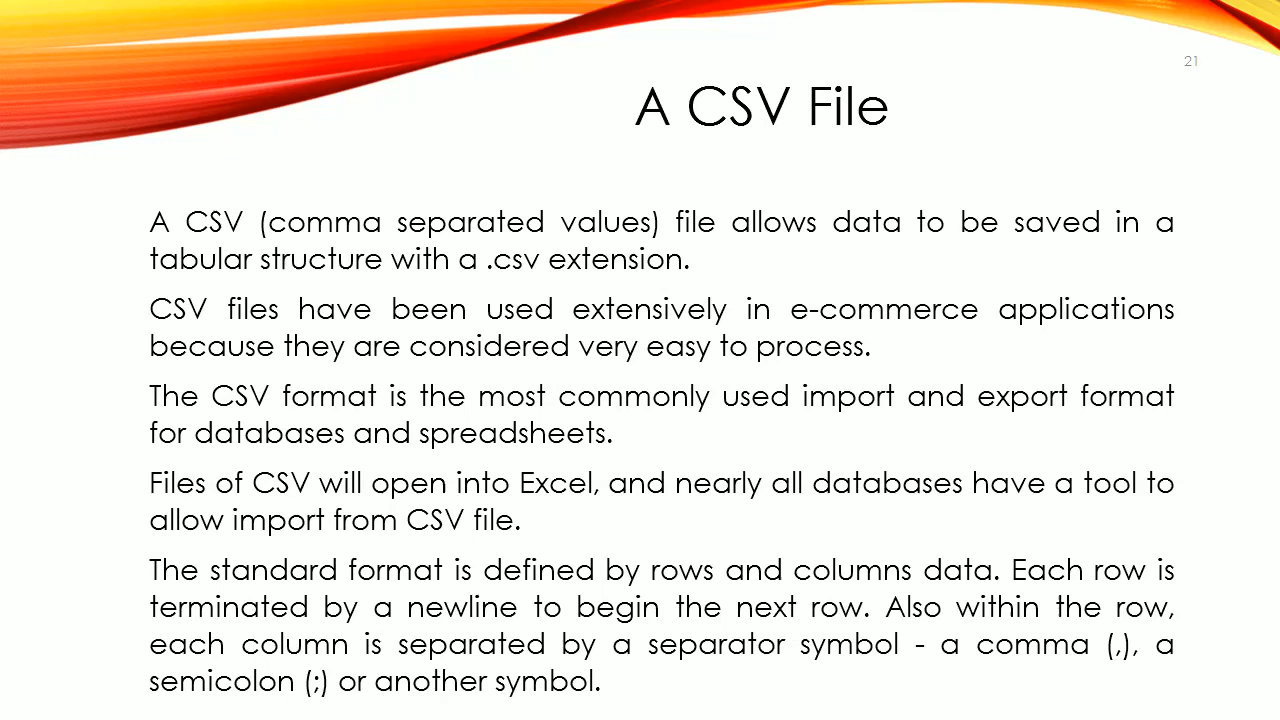 21
A CSV File
A CSV (comma separated values) file allows data to be saved in a
tabular structure with a .csv extension.
CSV files have been used extensively in e-commerce applications
because they are considered very easy to process.
The CSV format is the most commonly used import and export format
for databases and spreadsheets.
Files of CSV will open into Excel, and nearly all databases have a tool to
allow import from CSV file.
The standard format is defined by rows and columns data. Each row is
terminated by a newline to begin the next row. Also within the row,
each column is separated by a separator symbol - a comma (,), a
semicolon (;) or another symbol.